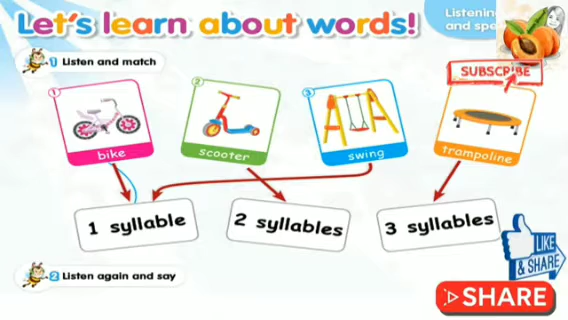 Let's learn about words!
Listening
and spe
1 Listen and match
SUBSCRIBE
1
2
3
bike
scooter
swing
trampoline
1 syllable
2 syllables
3 syllables
LIKE
& SHARE
2 Listen again and say
SHARE